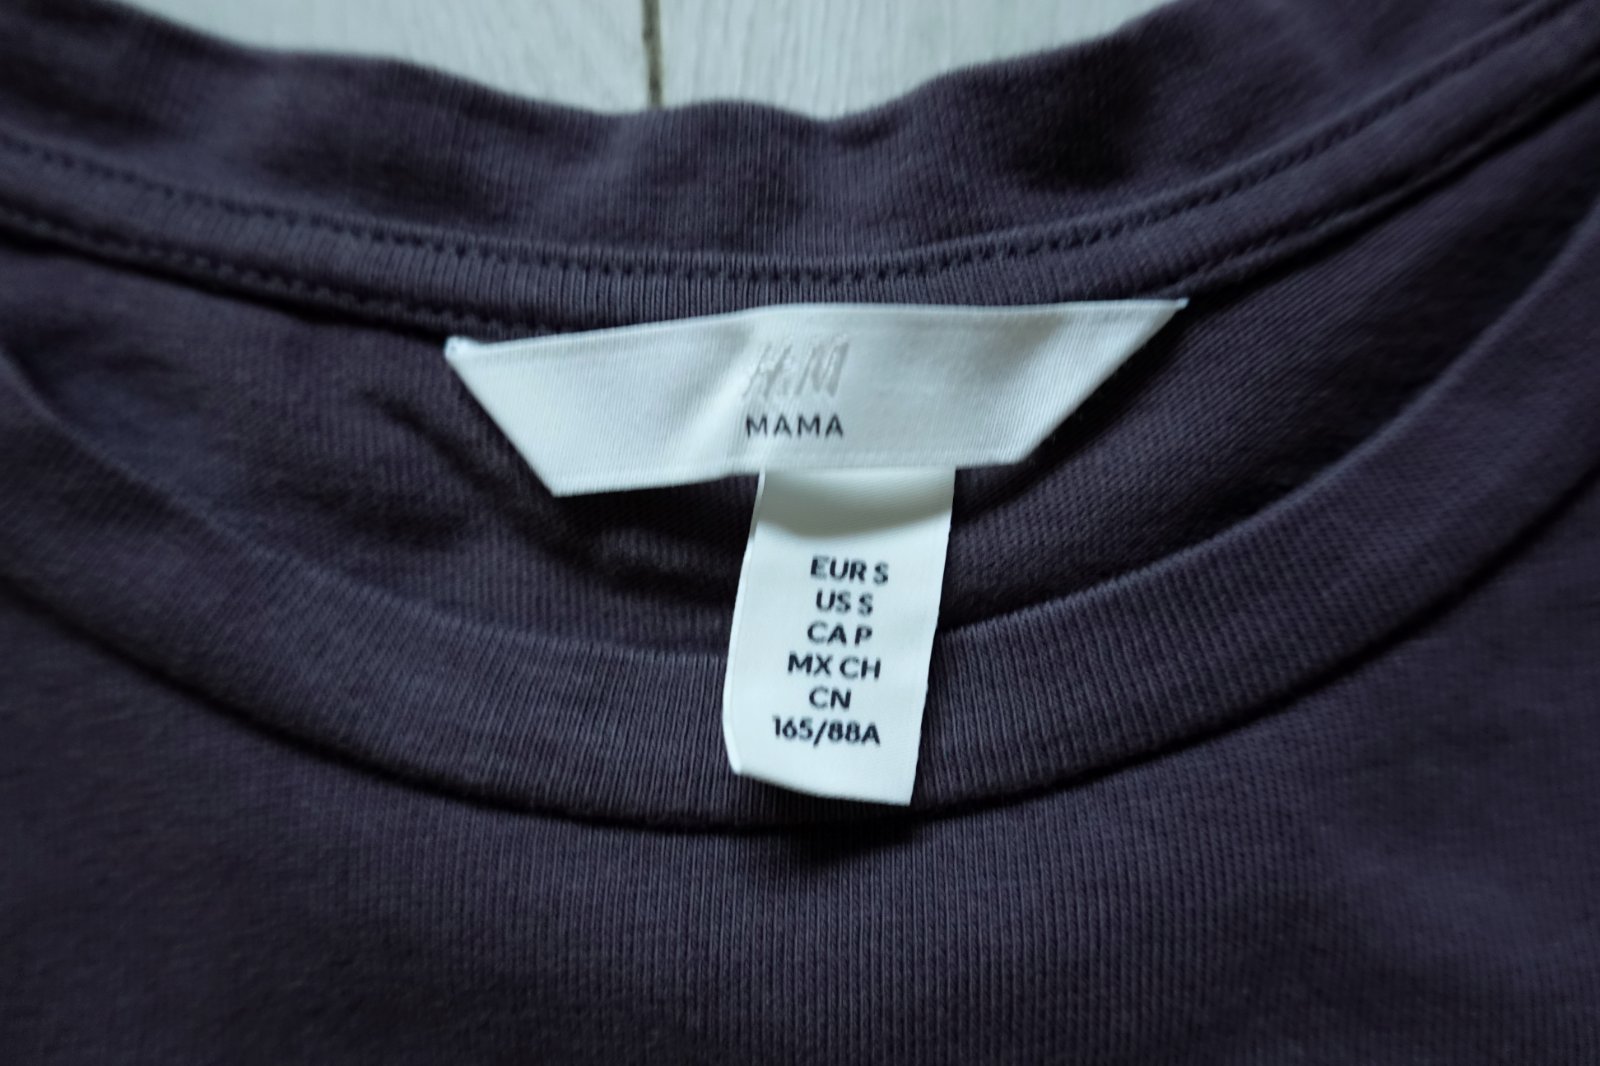 H&M
MAMA
EUR S
US S
CA P
MX CH
CN
165/88A